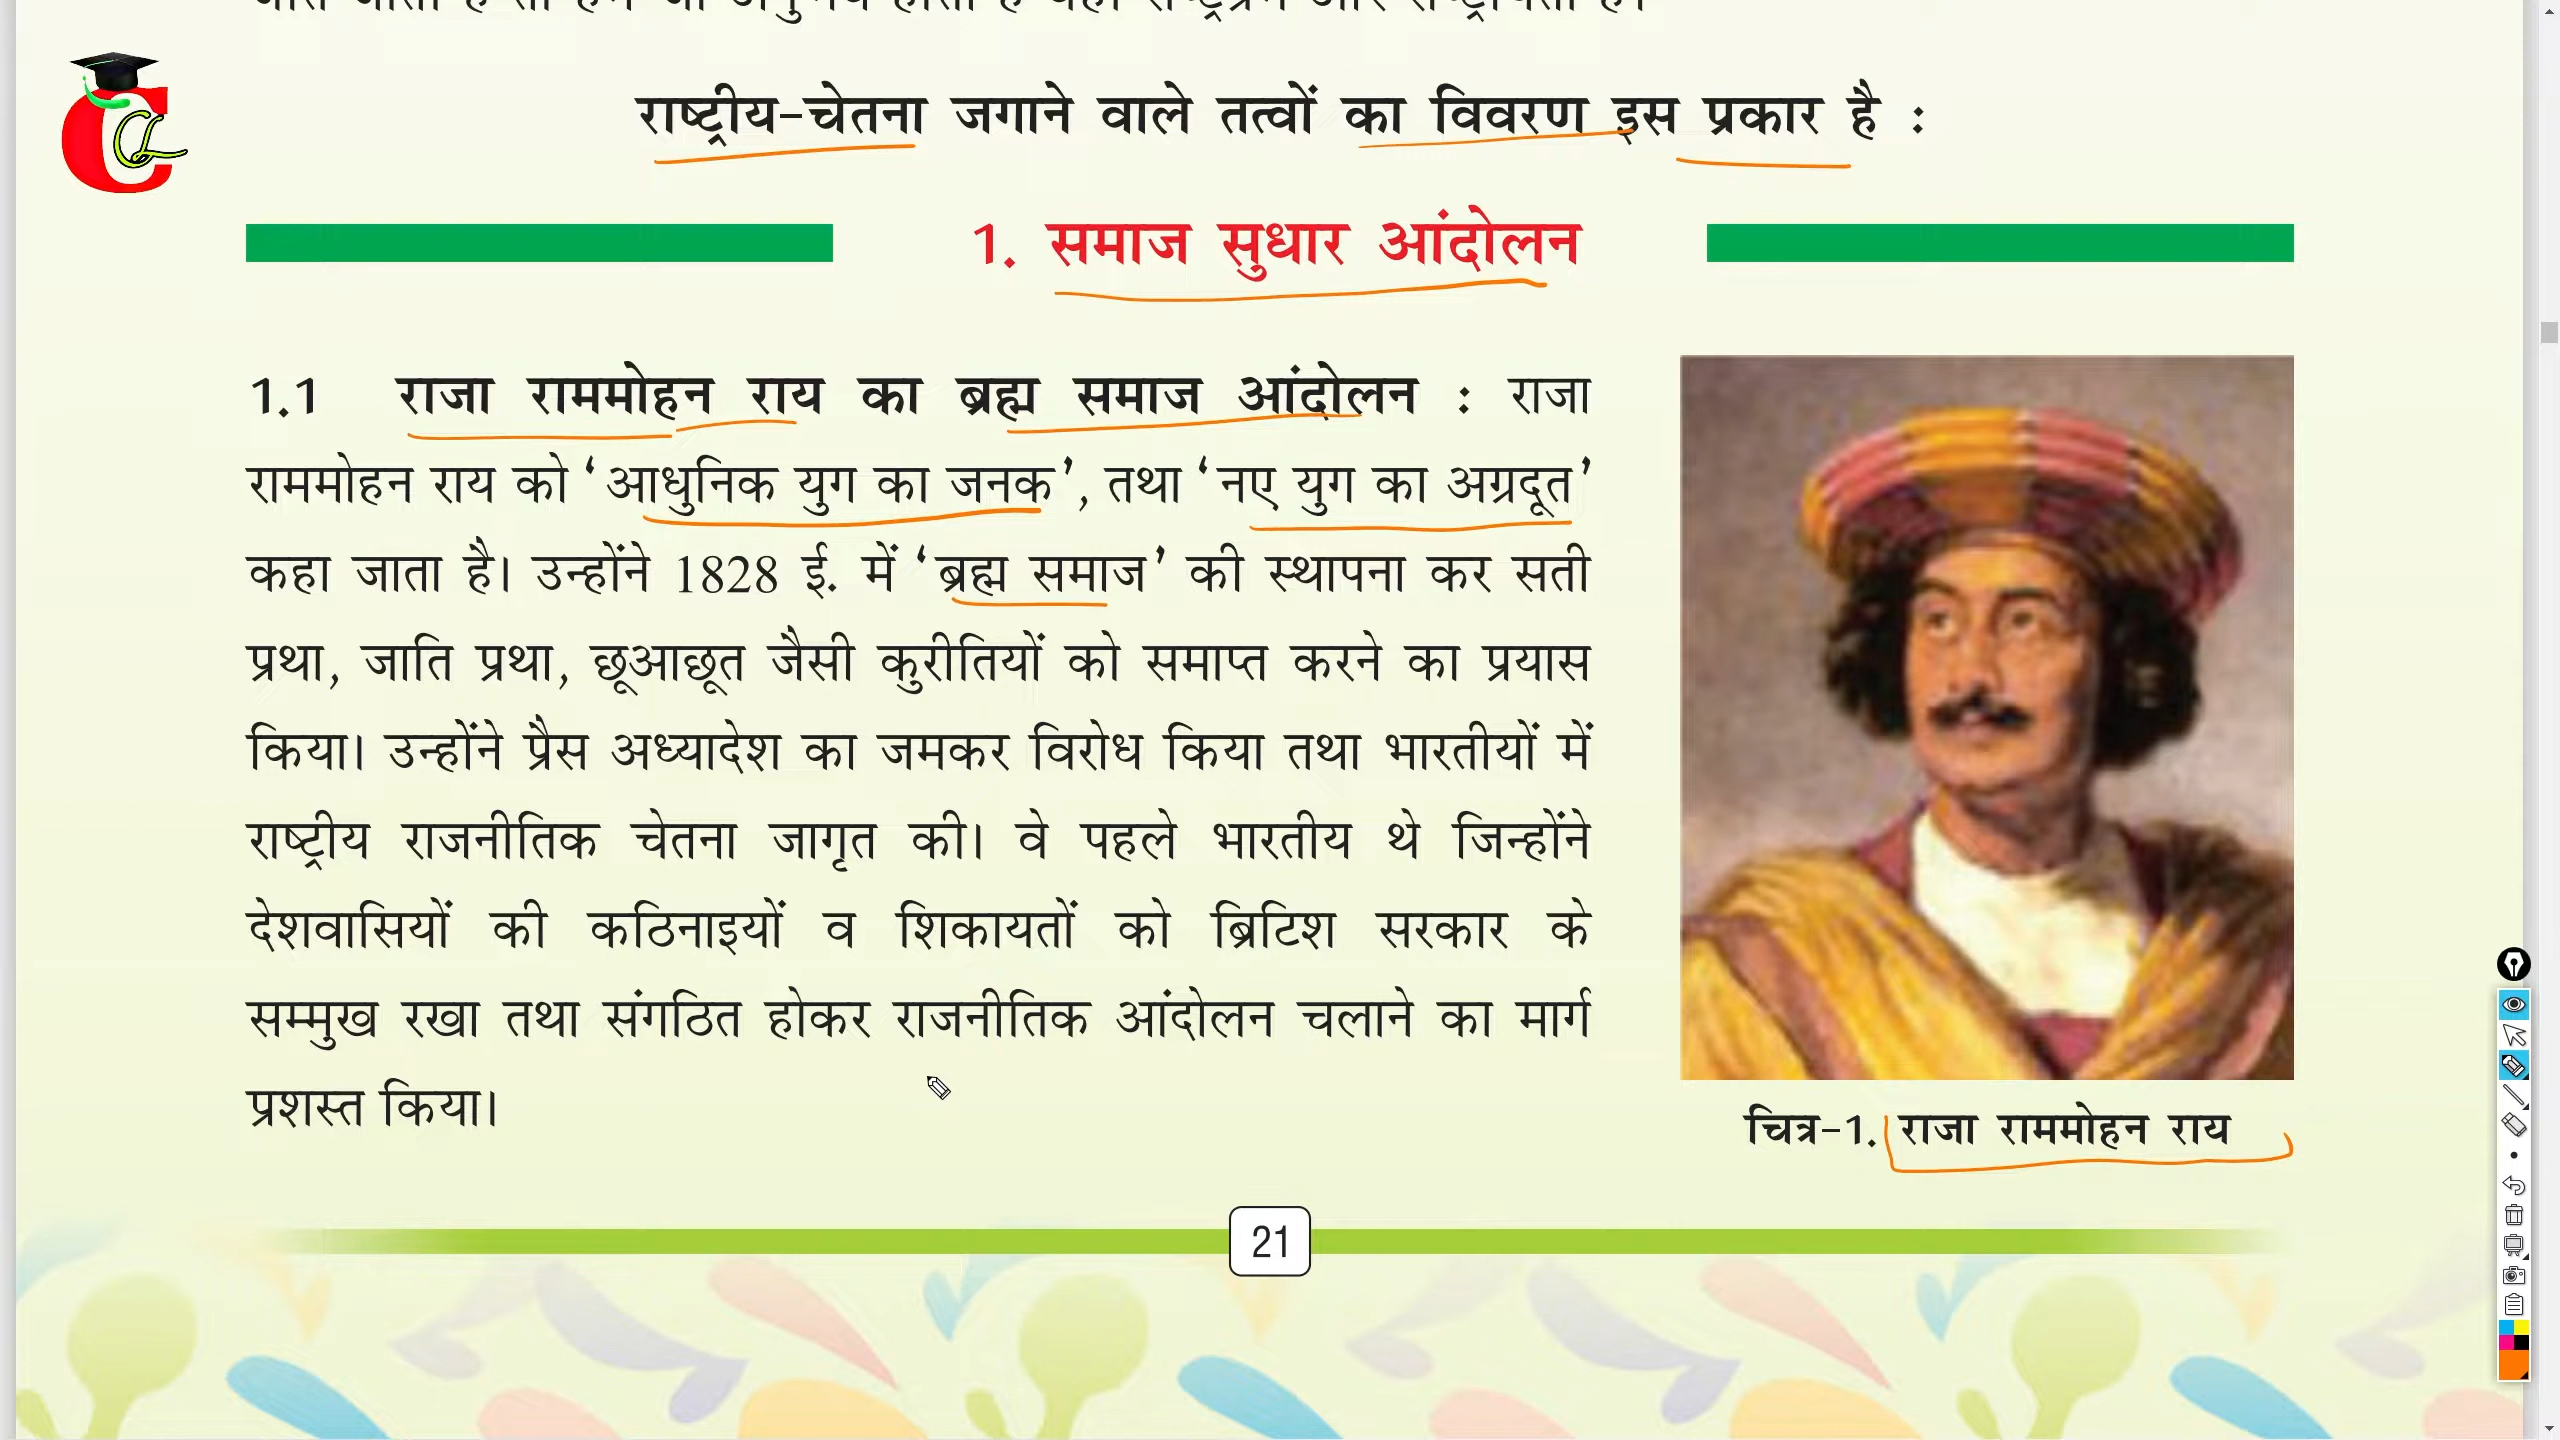 राष्ट्रीय-चेतना जगाने वाले तत्वों का विवरण इस प्रकार है :
1. समाज सुधार आंदोलन
1.1 राजा राममोहन राय का ब्रह्म समाज आंदोलन : राजा
राममोहन राय को ‘आधुनिक युग का जनक’, तथा ‘नए युग का अग्रदूत’
कहा जाता है। उन्होंने 1828 ई. में ‘ब्रह्म समाज’ की स्थापना कर सती
प्रथा, जाति प्रथा, छूआछूत जैसी कुरीतियों को समाप्त करने का प्रयास
किया। उन्होंने प्रैस अध्यादेश का जमकर विरोध किया तथा भारतीयों में
राष्ट्रीय राजनीतिक चेतना जागृत की। वे पहले भारतीय थे जिन्होंने
देशवासियों की कठिनाइयों व शिकायतों को ब्रिटिश सरकार के
सम्मुख रखा तथा संगठित होकर राजनीतिक आंदोलन चलाने का मार्ग
प्रशस्त किया।
चित्र-1. राजा राममोहन राय
21